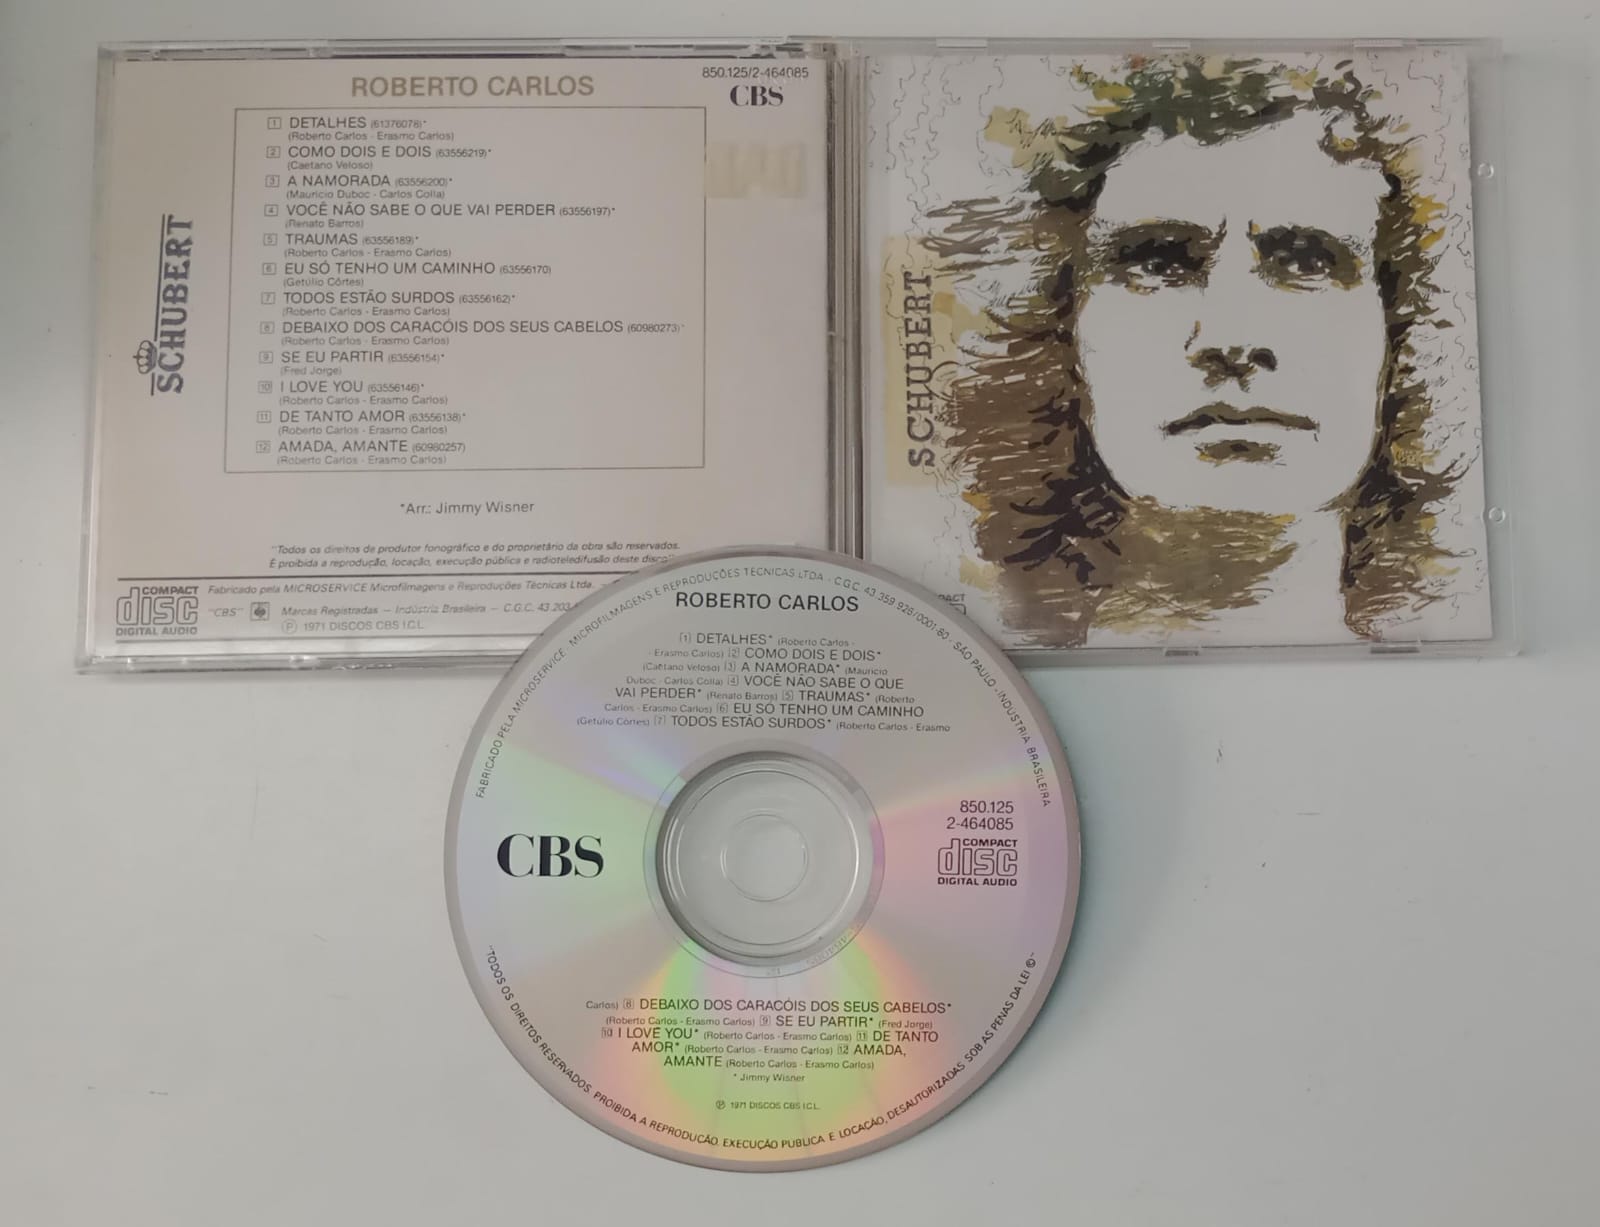 ROBERTO CARLOS
850.125/2-464085
CBS
SCHUBERT
1 DETALHES (61376078)*
(Roberto Carlos - Erasmo Carlos)
2 COMO DOIS E DOIS (63556219)*
(Caetano Veloso)
3 A NAMORADA (63556200)*
(Mauricio Duboc - Carlos Colla)
4 VOCÊ NÃO SABE O QUE VAI PERDER (63556197)*
(Renato Barros)
5 TRAUMAS (63556189)*
(Roberto Carlos - Erasmo Carlos)
6 EU SÓ TENHO UM CAMINHO (63556170)
(Getúlio Côrtes)
7 TODOS ESTÃO SURDOS (63556162)*
(Roberto Carlos - Erasmo Carlos)
8 DEBAIXO DOS CARACÓIS DOS SEUS CABELOS (60980273)*
(Roberto Carlos - Erasmo Carlos)
9 SE EU PARTIR (63556154)*
(Fred Jorge)
10 I LOVE YOU (63556146)*
(Roberto Carlos - Erasmo Carlos)
11 DE TANTO AMOR (63556138)*
(Roberto Carlos - Erasmo Carlos)
12 AMADA, AMANTE (60980257)
(Roberto Carlos - Erasmo Carlos)
*Arr.: Jimmy Wisner
"Todos os direitos de produtor fonográfico e do proprietário da obra são reservados.
É proibida a reprodução, locação, execução pública e radioteledifusão deste
COMPACT
disc
DIGITAL AUDIO
Fabricado pela MICROSERVICE Microfilmagens e Reproduções Técnicas Ltda. –
"CBS" Marcas Registradas – Indústria Brasileira – C.G.C. 43.203
Ⓟ 1971 DISCOS CBS I.C.L.
SCHUBERT
FABRICADO PELA MICROSERVICE - MICROFILMAGENS E REPRODUÇÕES TÉCNICAS LTDA - C.G.C. 43 359 926/0001-80 - SÃO PAULO - INDUSTRIA BRASILEIRA
ROBERTO CARLOS
1 DETALHES* (Roberto Carlos -
- Erasmo Carlos) 2 COMO DOIS E DOIS*
(Caetano Veloso) 3 A NAMORADA* (Mauricio
Duboc - Carlos Colla) 4 VOCÊ NÃO SABE O QUE
VAI PERDER* (Renato Barros) 5 TRAUMAS* (Roberto
Carlos - Erasmo Carlos) 6 EU SÓ TENHO UM CAMINHO
(Getúlio Côrtes) 7 TODOS ESTÃO SURDOS* (Roberto Carlos - Erasmo
850.125
2-464085
COMPACT
disc
DIGITAL AUDIO
CBS
Carlos) 8 DEBAIXO DOS CARACÓIS DOS SEUS CABELOS*
(Roberto Carlos - Erasmo Carlos) 9 SE EU PARTIR* (Fred Jorge)
10 I LOVE YOU* (Roberto Carlos - Erasmo Carlos) 11 DE TANTO
AMOR* (Roberto Carlos - Erasmo Carlos) 12 AMADA,
AMANTE (Roberto Carlos - Erasmo Carlos)
* Jimmy Wisner
Ⓟ 1971 DISCOS CBS I.C.L.
"TODOS OS DIREITOS RESERVADOS. PROIBIDA A REPRODUÇÃO, EXECUÇÃO PUBLICA E LOCAÇÃO, DESAUTORIZADAS SOB AS PENAS DA LEI ©"